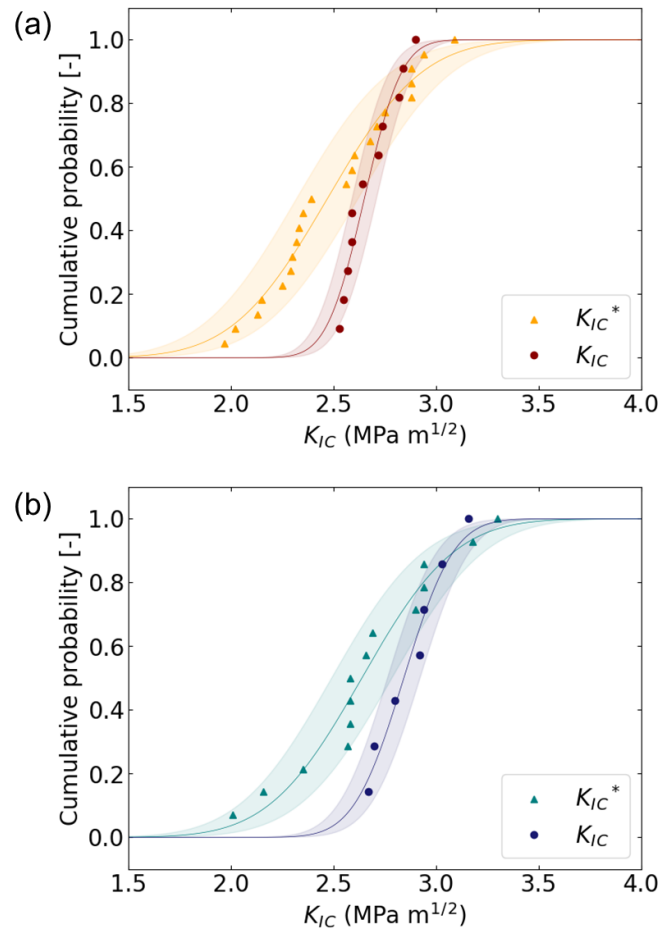 (a)
1.0
0.8
0.6
0.4
0.2
0.0
Cumulative probability [-]
K_IC*
K_IC
1.5 2.0 2.5 3.0 3.5 4.0
K_IC (MPa m^1/2)
(b)
1.0
0.8
0.6
0.4
0.2
0.0
Cumulative probability [-]
K_IC*
K_IC
1.5 2.0 2.5 3.0 3.5 4.0
K_IC (MPa m^1/2)